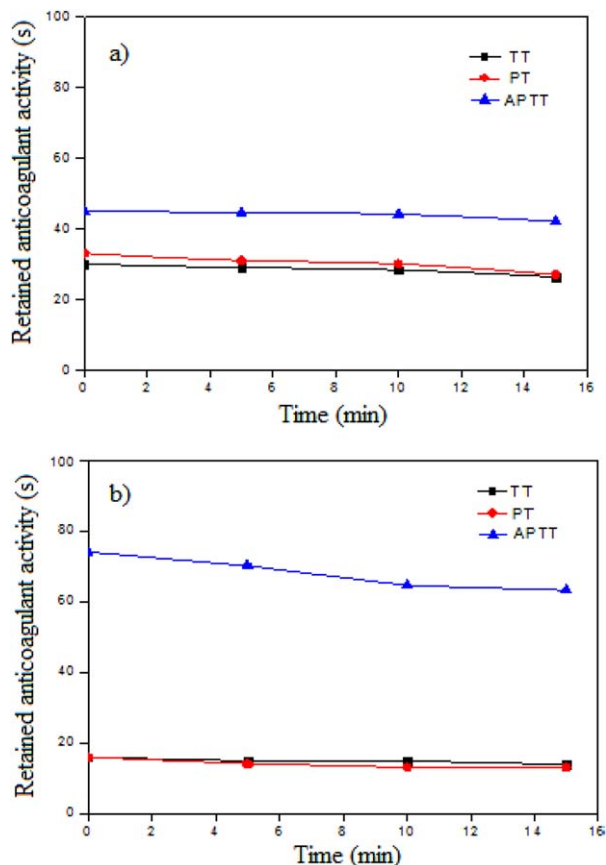 Retained anticoagulant activity (s)
a)
TT
PT
APTT
100
80
60
40
20
0
0 2 4 6 8 10 12 14 16
Time (min)
Retained anticoagulant activity (s)
b)
TT
PT
APTT
100
80
60
40
20
0
0 2 4 6 8 10 12 14 16
Time (min)